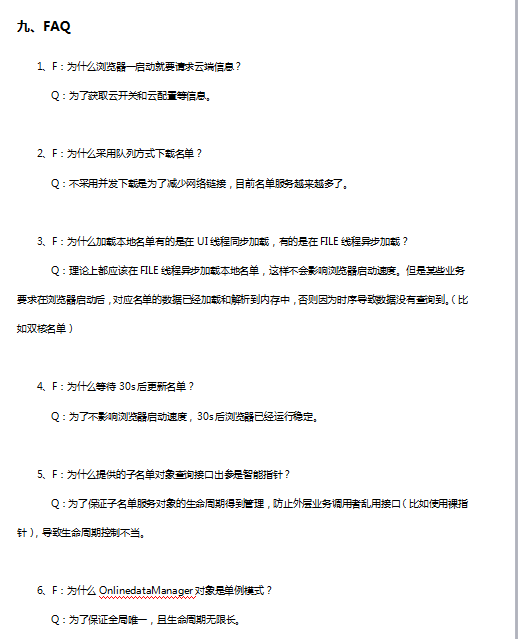 九、FAQ
1、F：为什么浏览器一启动就要请求云端信息？
Q：为了获取云开关和云配置等信息。
2、F：为什么采用队列方式下载名单？
Q：不采用并发下载是为了减少网络链接，目前名单服务越来越多了。
3、F：为什么加载本地名单有的是在 UI 线程同步加载，有的是在 FILE 线程异步加载？
Q：理论上都应该在 FILE 线程异步加载本地名单，这样不会影响浏览器启动速度。但是某些业务
要求在浏览器启动后，对应名单的数据已经加载和解析到内存中，否则因为时序导致数据没有查询到。（比
如双核名单）
4、F：为什么等待 30s 后更新名单？
Q：为了不影响浏览器启动速度，30s 后浏览器已经运行稳定。
5、F：为什么提供的子名单对象查询接口出参是智能指针？
Q：为了保证子名单服务对象的生命周期得到管理，防止外层业务调用者乱用接口（比如使用裸指
针），导致生命周期控制不当。
6、F：为什么 OnlinedataManager 对象是单例模式？
Q：为了保证全局唯一，且生命周期无限长。